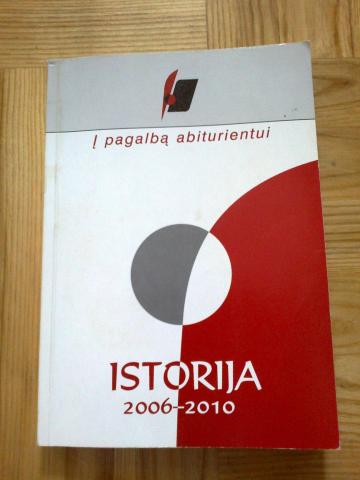 Į pagalbą abiturientui
ISTORIJA
2006–2010